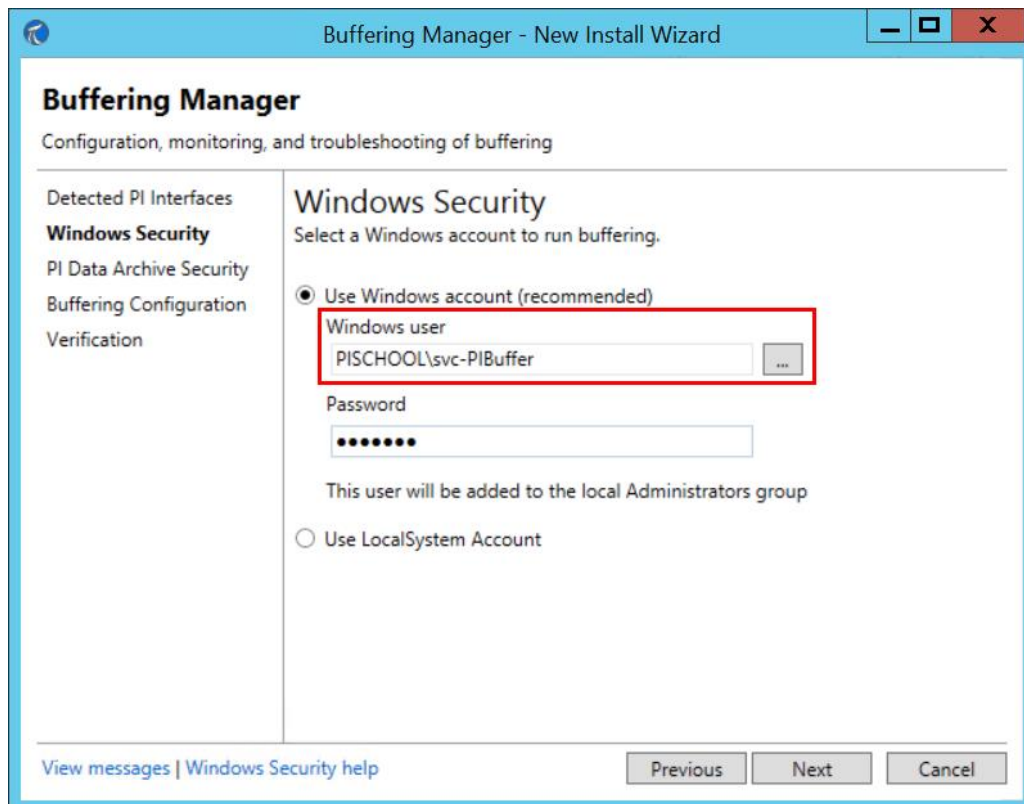 Buffering Manager - New Install Wizard
Buffering Manager
Configuration, monitoring, and troubleshooting of buffering
Detected PI Interfaces
Windows Security
PI Data Archive Security
Buffering Configuration
Verification
Windows Security
Select a Windows account to run buffering.
Use Windows account (recommended)
Windows user
PISCHOOL\svc-PIBuffer
...
Password
•••••••
This user will be added to the local Administrators group
Use LocalSystem Account
View messages | Windows Security help
Previous
Next
Cancel